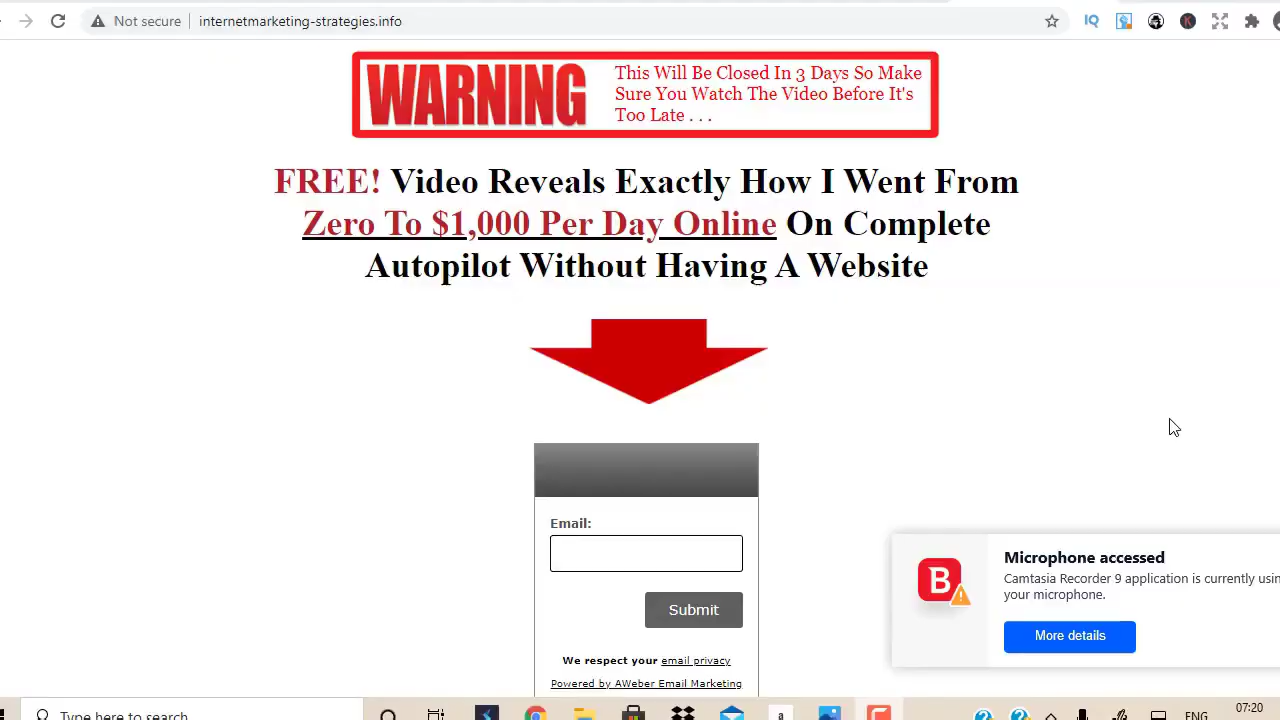 Not secure
internetmarketing-strategies.info
IQ
K
WARNING
This Will Be Closed In 3 Days So Make
Sure You Watch The Video Before It's
Too Late . . .
FREE! Video Reveals Exactly How I Went From
Zero To $1,000 Per Day Online On Complete
Autopilot Without Having A Website
Email:
Submit
We respect your email privacy
Powered by AWeber Email Marketing
B
Microphone accessed
Camtasia Recorder 9 application is currently usin
your microphone.
More details
Type here to search
a
ENG
07:20